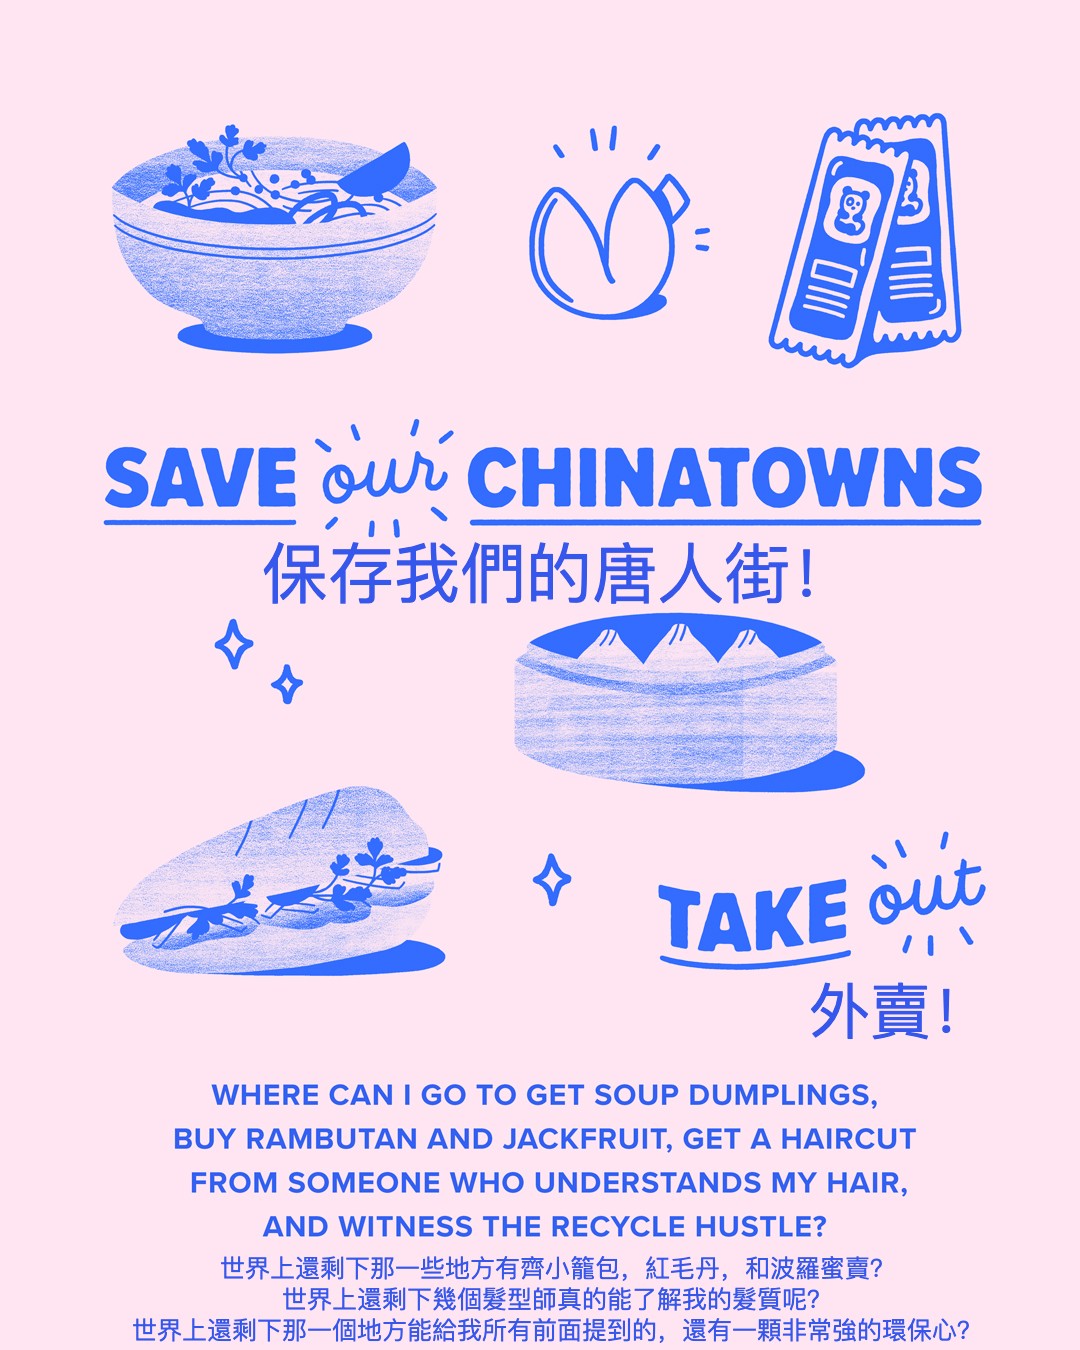 SAVE our CHINATOWNS
保存我們的唐人街！
TAKE out
外賣！
WHERE CAN I GO TO GET SOUP DUMPLINGS,
BUY RAMBUTAN AND JACKFRUIT, GET A HAIRCUT
FROM SOMEONE WHO UNDERSTANDS MY HAIR,
AND WITNESS THE RECYCLE HUSTLE?
世界上還剩下那一些地方有齊小籠包，紅毛丹，和波羅蜜賣？
世界上還剩下幾個髮型師真的能了解我的髮質呢？
世界上還剩下那一個地方能給我所有前面提到的，還有一顆非常強的環保心？